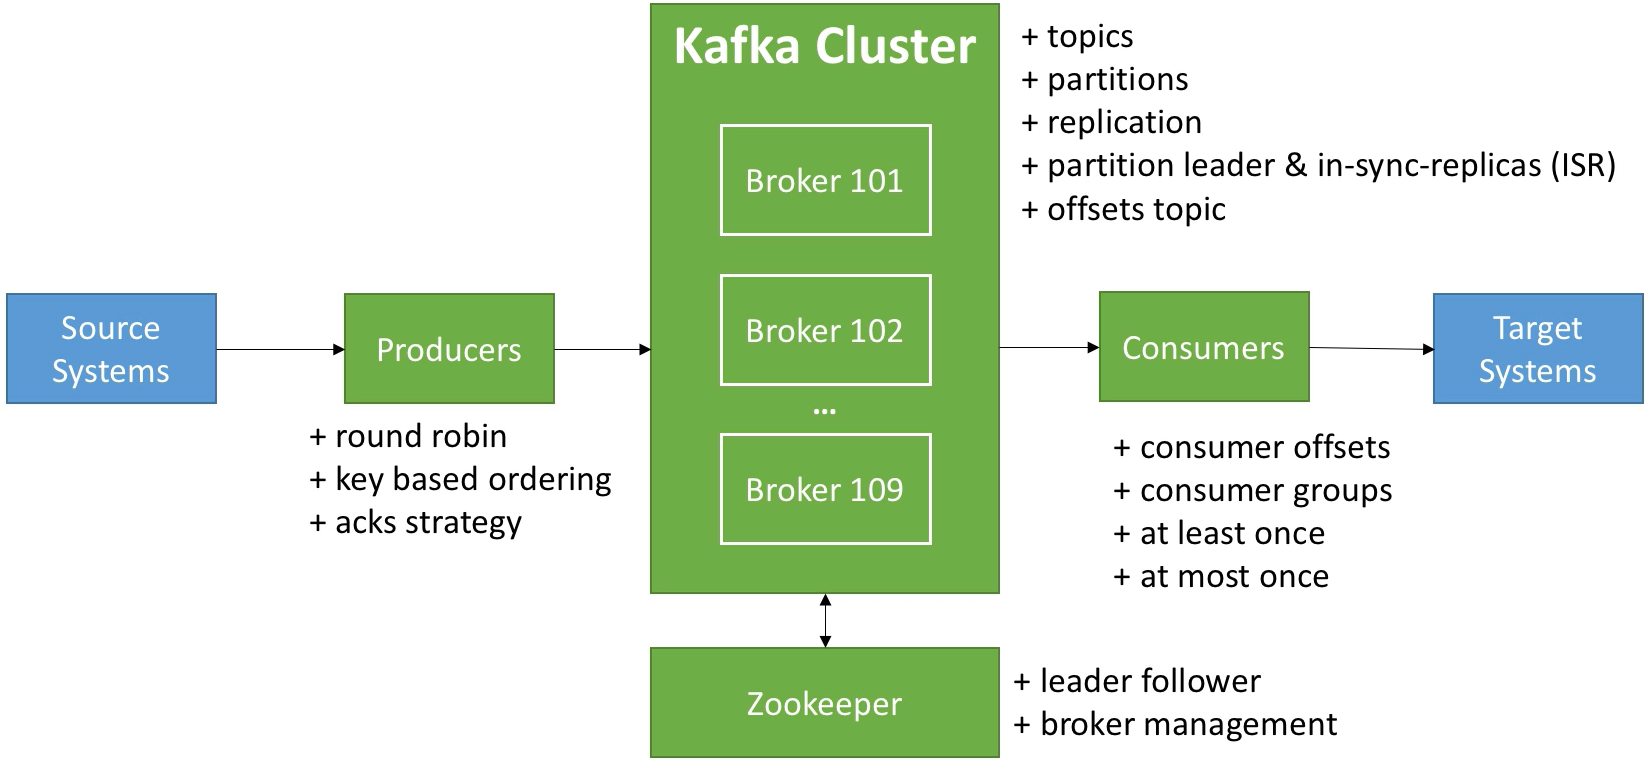 Kafka Cluster
+ topics
+ partitions
+ replication
+ partition leader & in-sync-replicas (ISR)
+ offsets topic
Broker 101
Broker 102
...
Broker 109
Source
Systems
Producers
+ round robin
+ key based ordering
+ acks strategy
Consumers
+ consumer offsets
+ consumer groups
+ at least once
+ at most once
Target
Systems
Zookeeper
+ leader follower
+ broker management